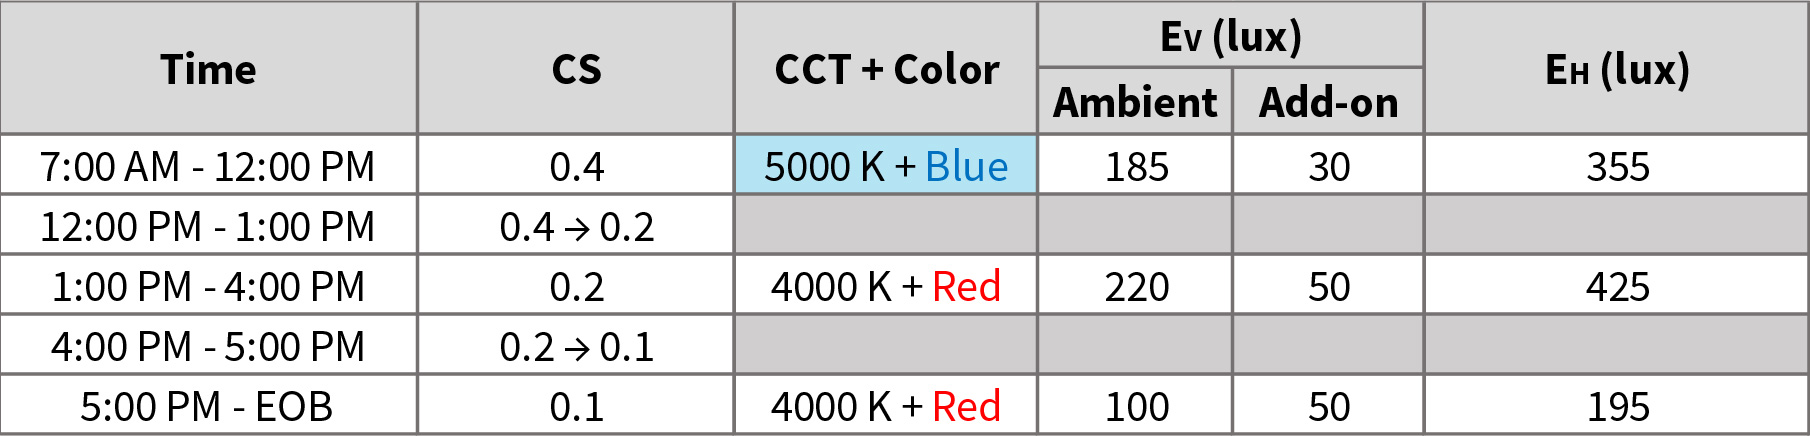 Time CS CCT + Color Ev (lux) EH (lux)
Ambient Add-on
7:00 AM - 12:00 PM 0.4 5000 K + Blue 185 30 355
12:00 PM - 1:00 PM 0.4 → 0.2
1:00 PM - 4:00 PM 0.2 4000 K + Red 220 50 425
4:00 PM - 5:00 PM 0.2 → 0.1
5:00 PM - EOB 0.1 4000 K + Red 100 50 195